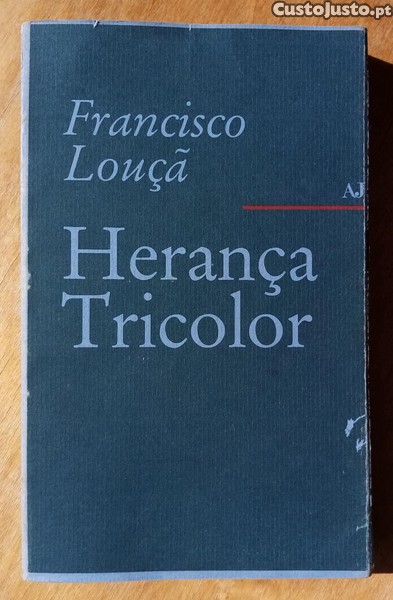 CustoJusto.pt
Francisco
Louçã
AJ
Herança
Tricolor